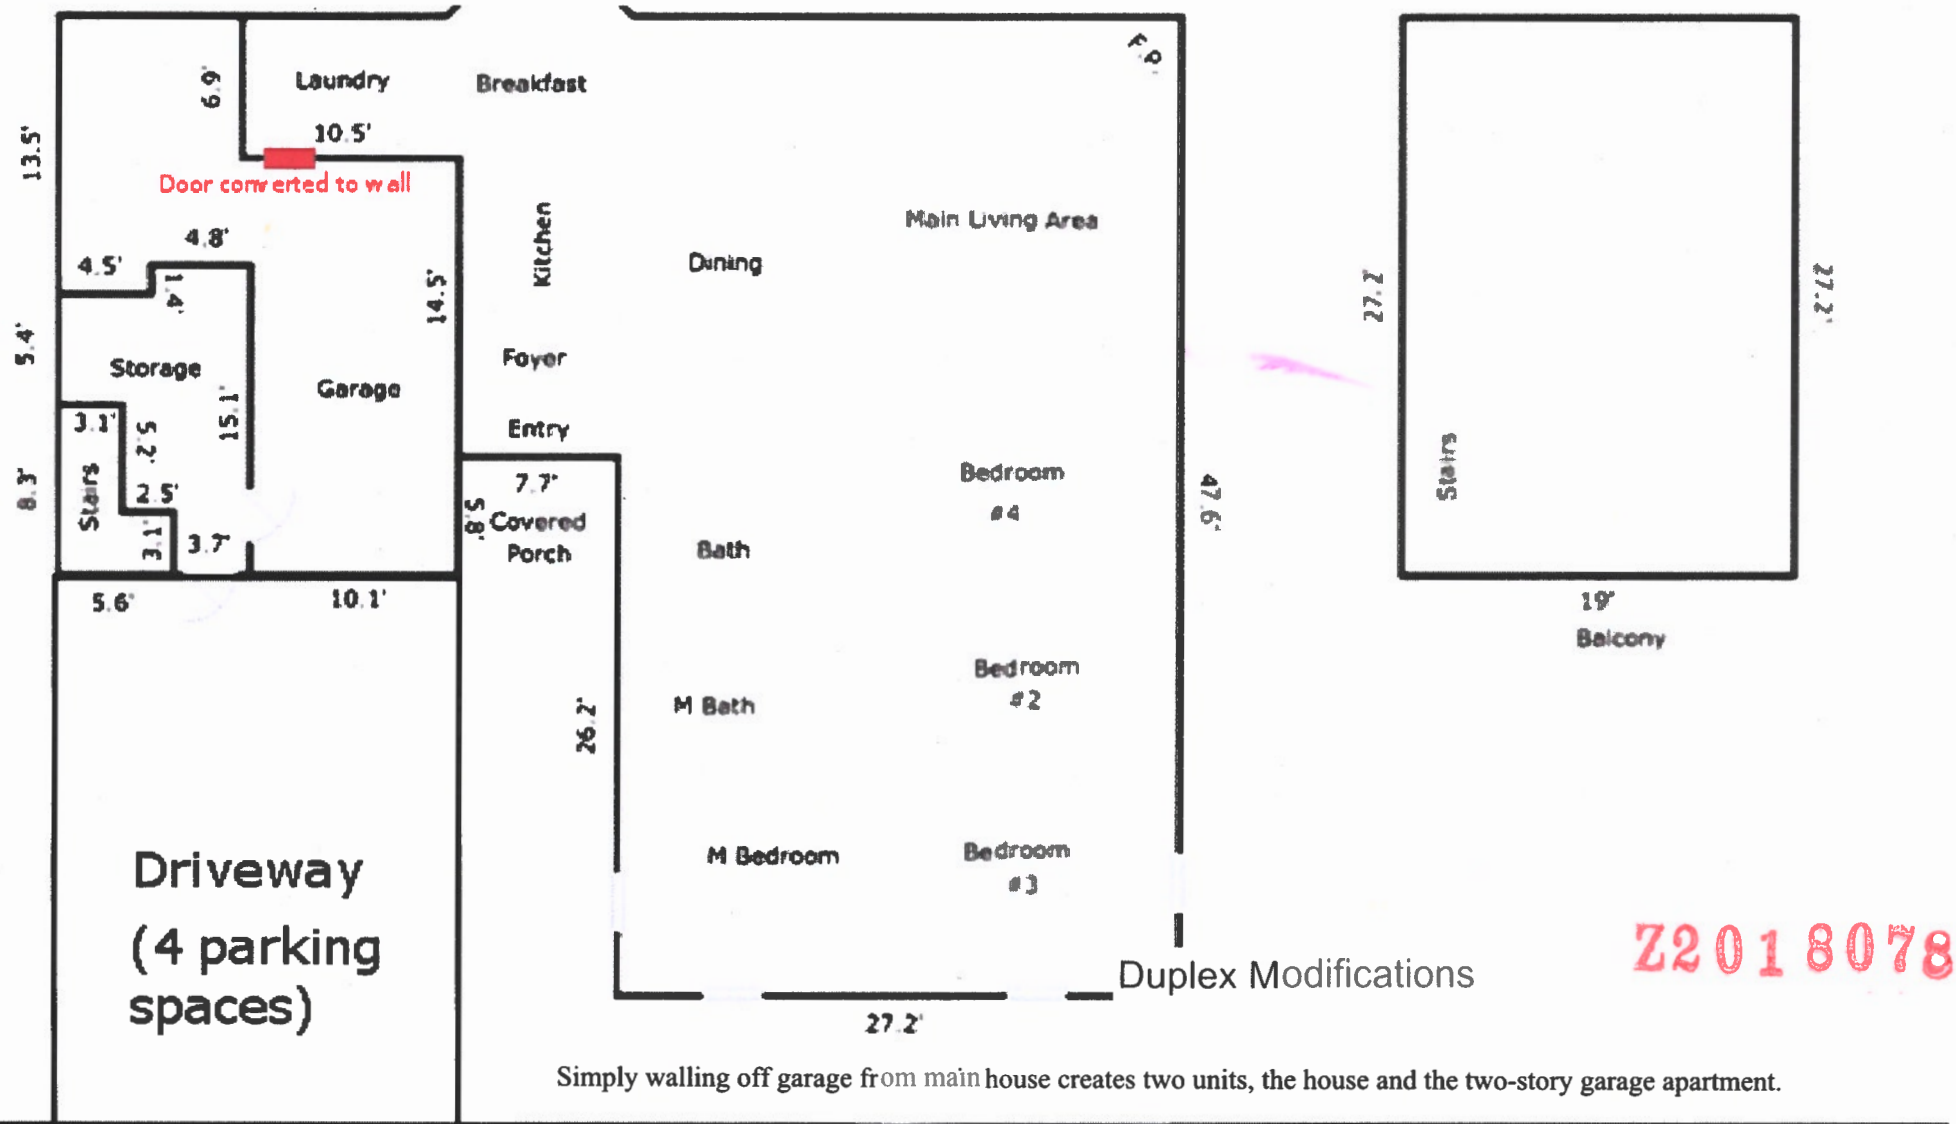 F.P.
6.9'
Laundry
Breakfast
10.5'
13.5'
Door converted to wall
Kitchen
Main Living Area
4.8'
4.5'
1.4'
14.5'
Dining
27.2'
27.2'
5.4'
Storage
Foyer
Garage
3.1'
5.2'
15.1'
Entry
Stairs
Bedroom
#4
8.3'
Stairs
2.5'
7.7'
5.8'
47.6'
3.1'
3.7'
Covered
Porch
Bath
5.6'
10.1'
19'
Balcony
Bedroom
#2
26.2'
M Bath
M Bedroom
Bedroom
#3
Driveway
(4 parking
spaces)
Duplex Modifications
Z2018078
27.2'
Simply walling off garage from main house creates two units, the house and the two-story garage apartment.